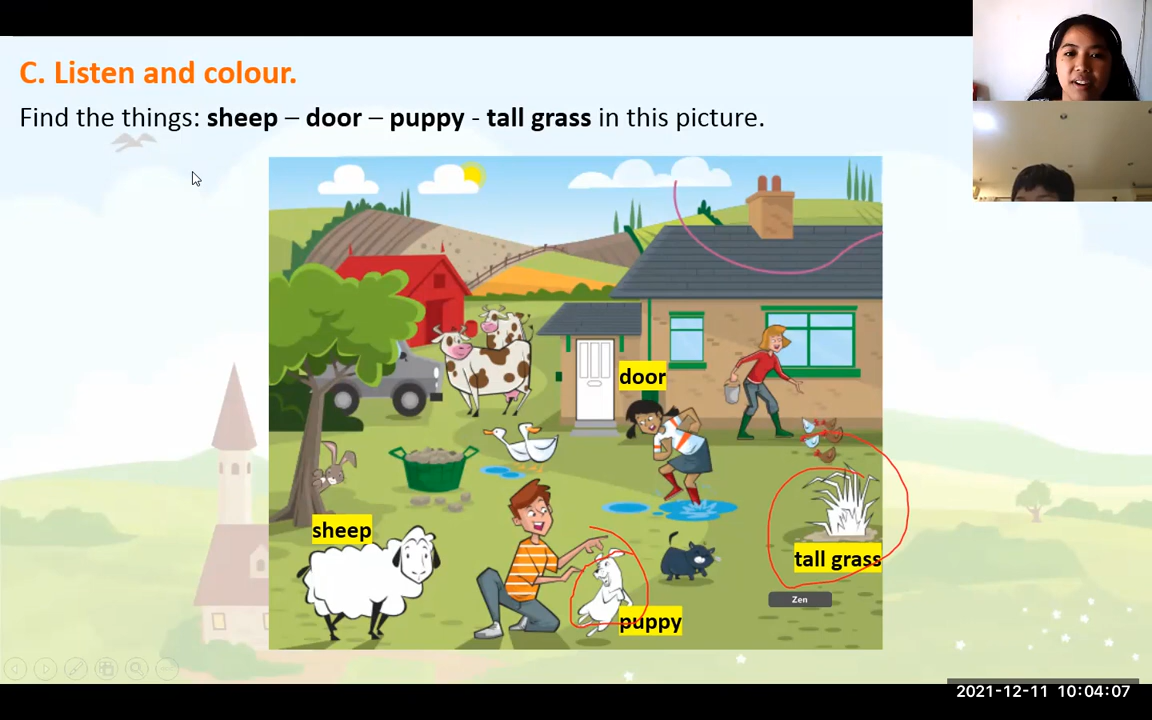 C. Listen and colour.
Find the things: sheep – door – puppy - tall grass in this picture.
door
sheep
tall grass
Zen
puppy
2021-12-11 10:04:07